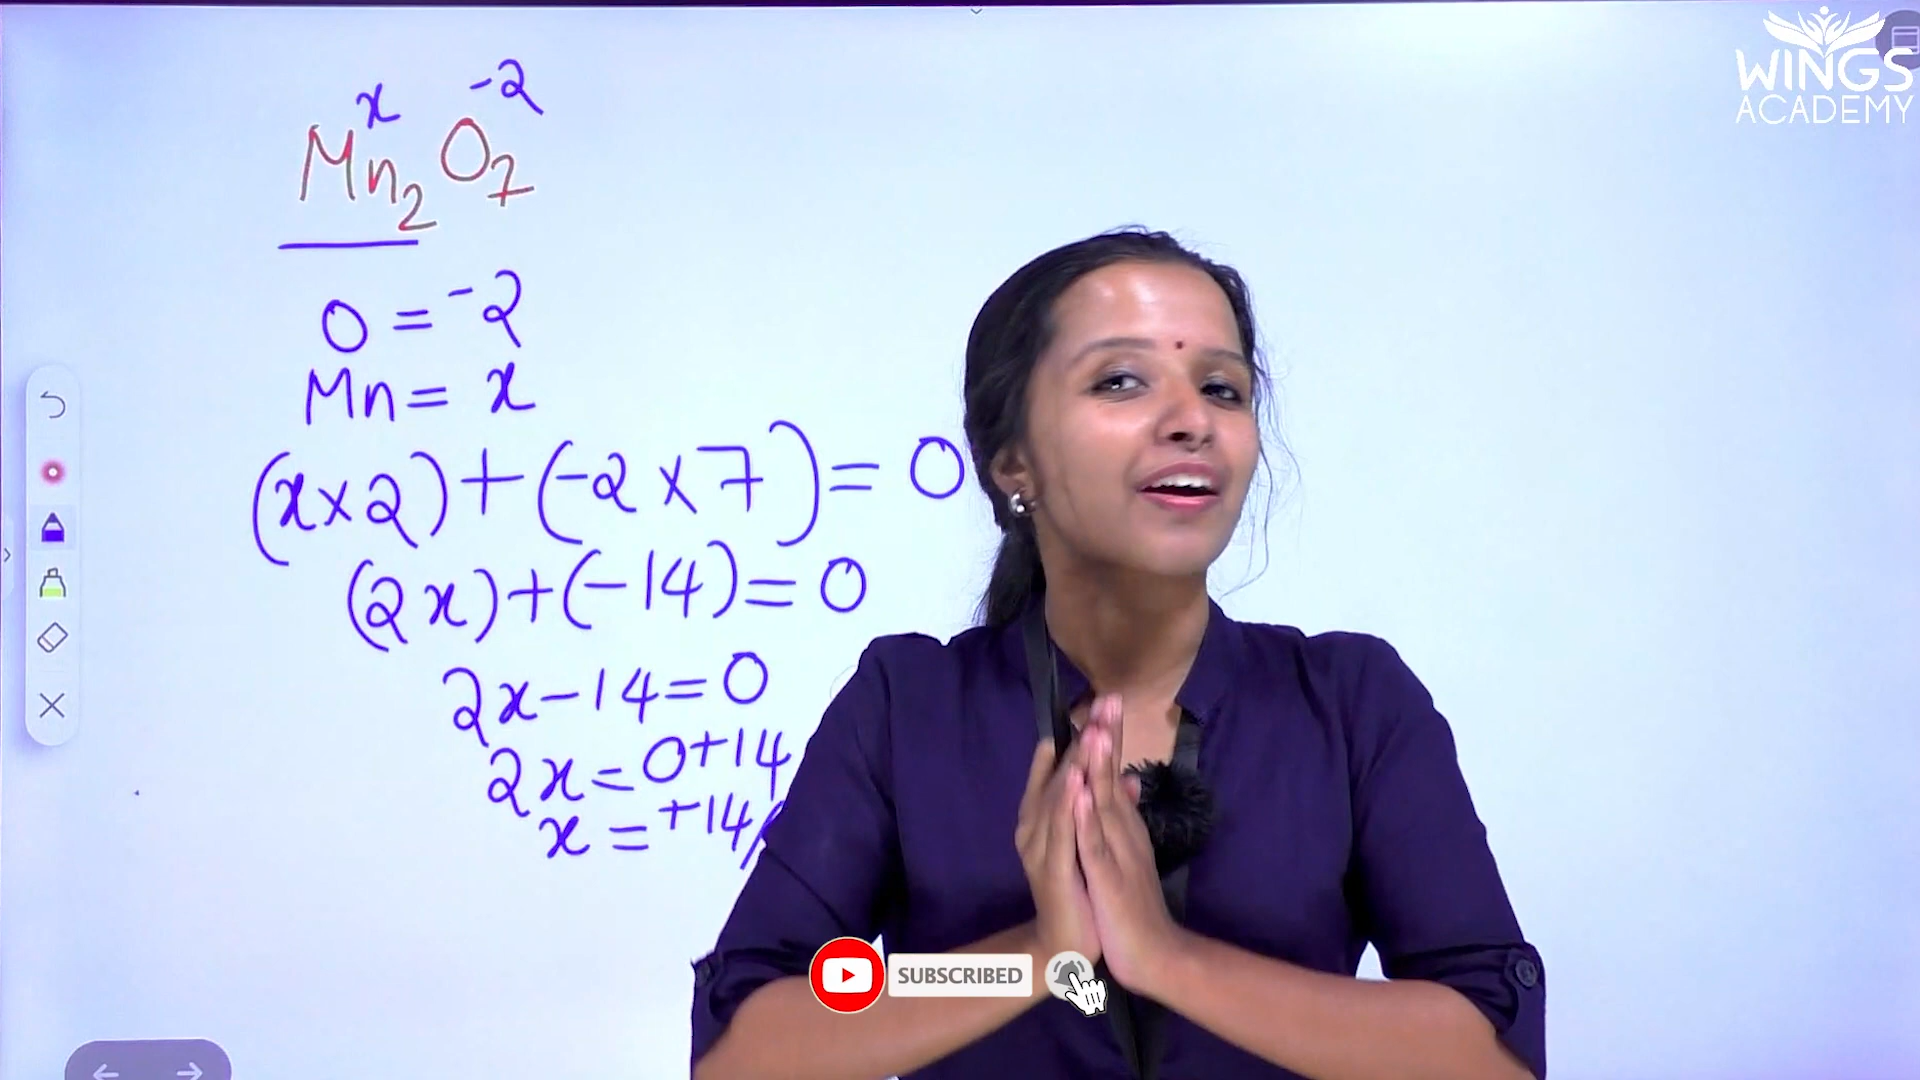 WINGS
ACADEMY
x -2
Mn2O7
O = -2
Mn = x
(x×2)+(-2×7)=0
(2x)+(-14)=0
2x-14=0
2x=0+14
x=+14/
SUBSCRIBED